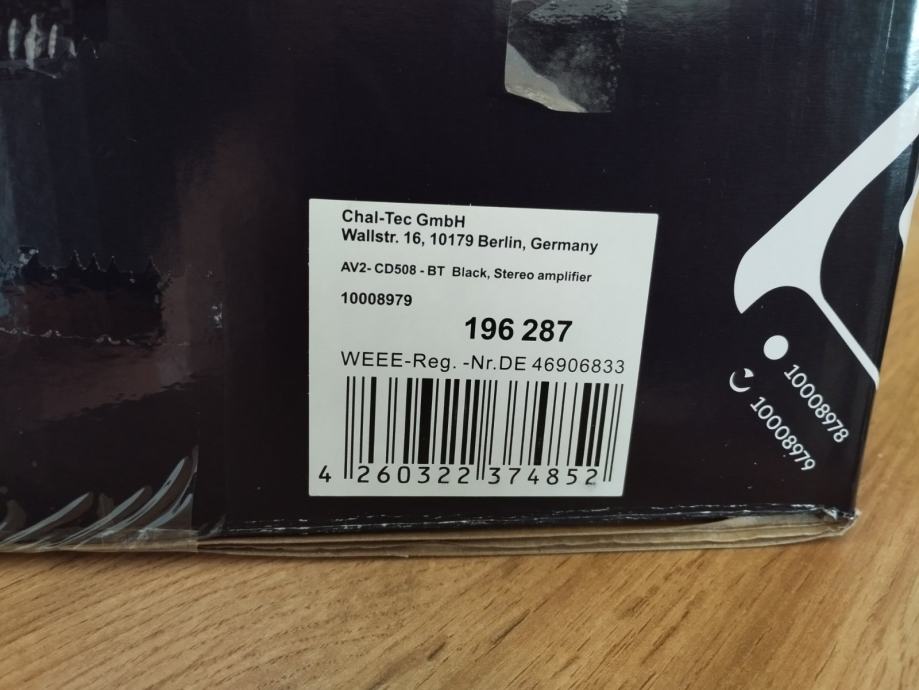 Chal-Tec GmbH
Wallstr. 16, 10179 Berlin, Germany
AV2- CD508 - BT Black, Stereo amplifier
10008979
196 287
WEEE-Reg. -Nr.DE 46906833
4 260322 374852
10008978
10008979